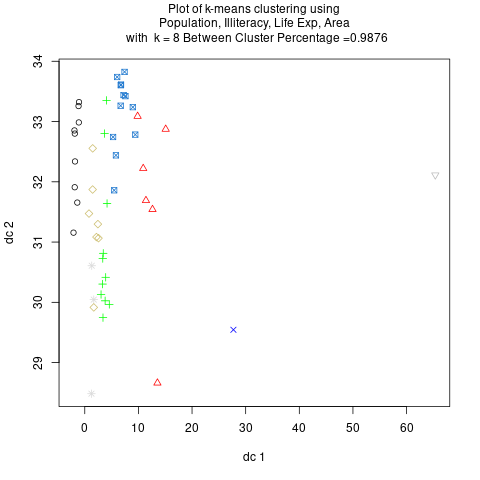 Plot of k-means clustering using
Population, Illiteracy, Life Exp, Area
with k = 8 Between Cluster Percentage =0.9876
34
33
32
31
30
29
dc 2
0 10 20 30 40 50 60
dc 1